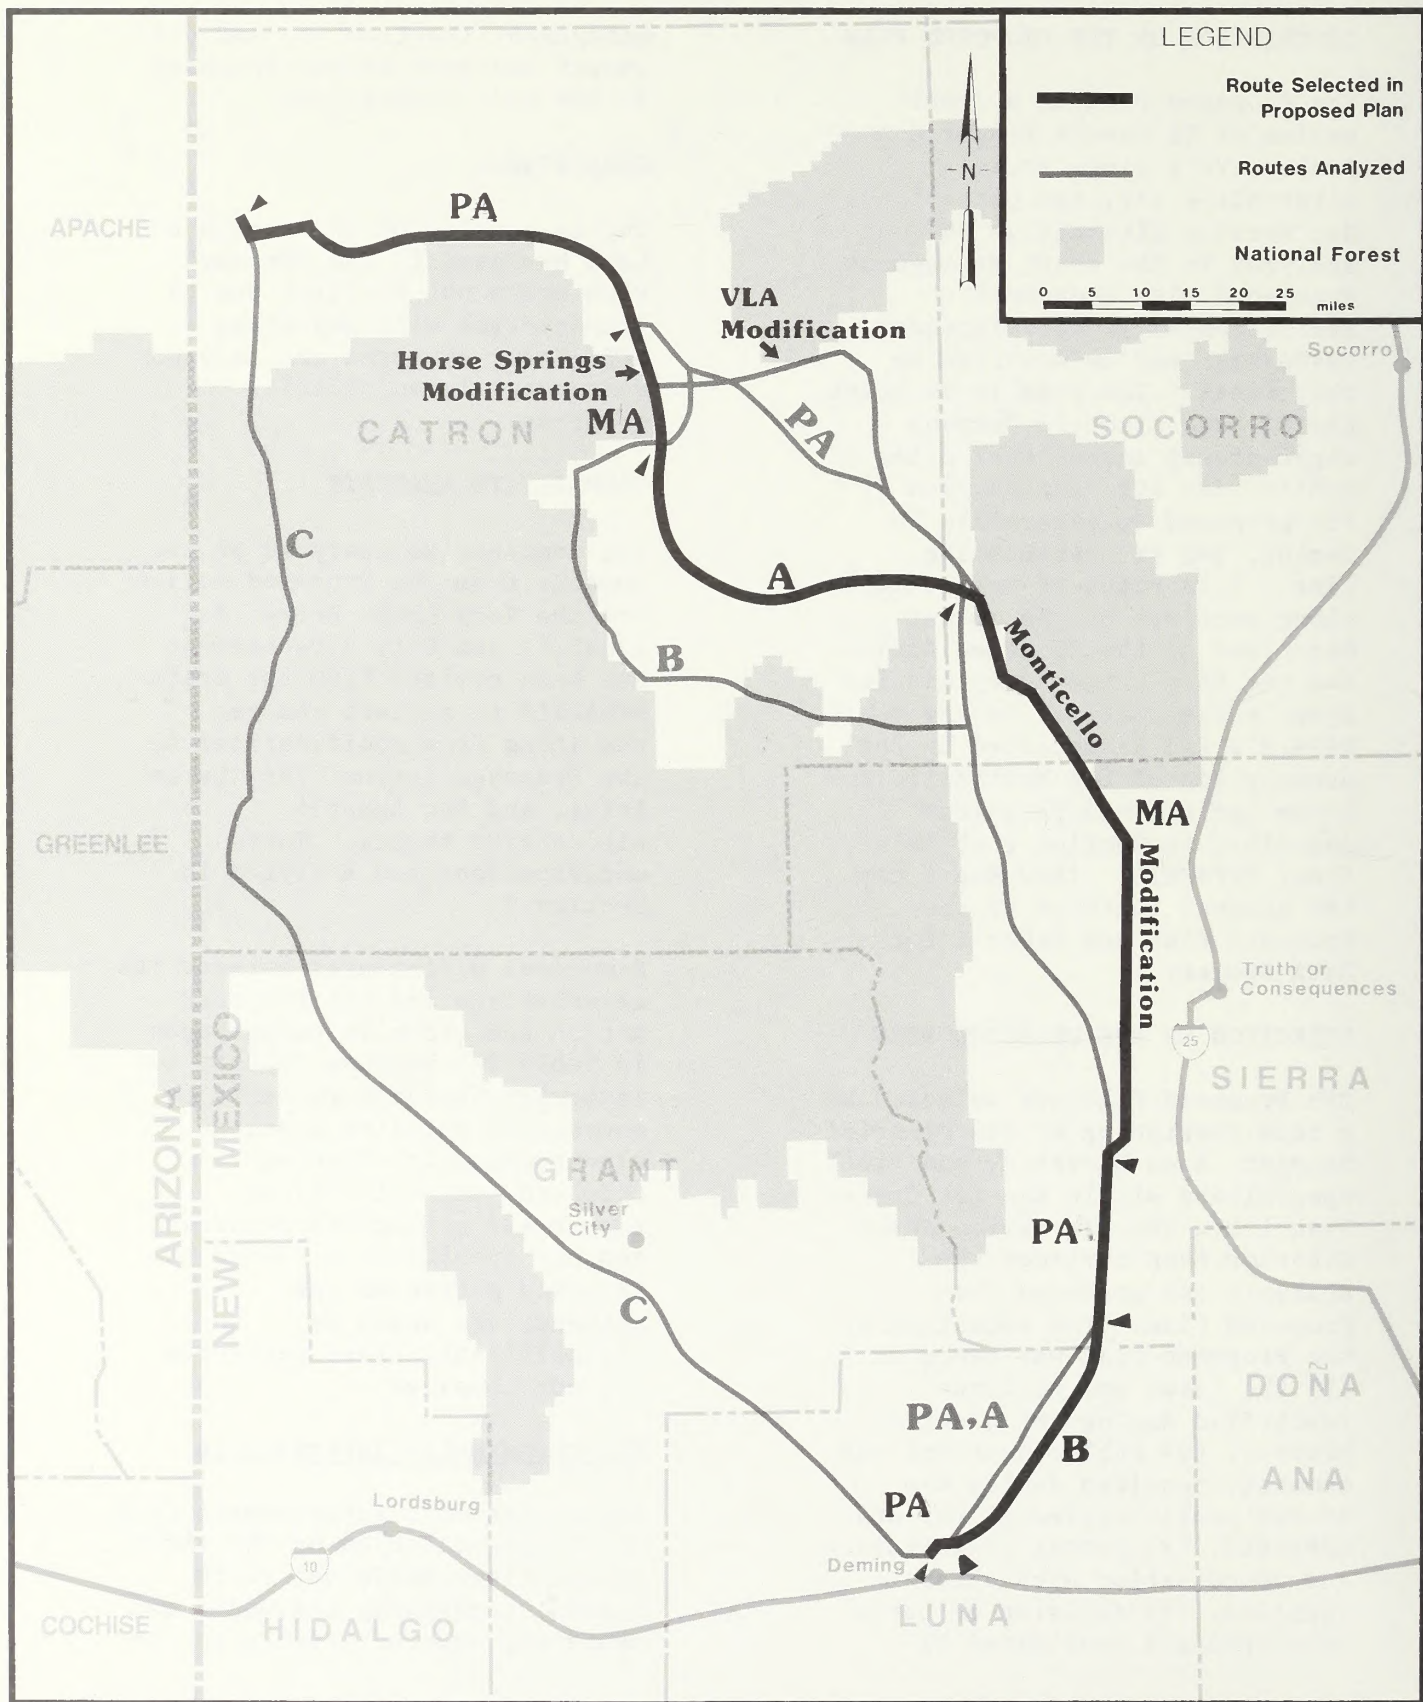 LEGEND
Route Selected in
Proposed Plan
Routes Analyzed
National Forest
0 5 10 15 20 25
miles
N
PA
APACHE
VLA
Modification
Horse Springs
Modification
Socorro
MA
CATRON
PA
SOCORRO
C
A
B
Monticello
MA
Modification
GREENLEE
Truth or
Consequences
25
SIERRA
ARIZONA
NEW MEXICO
GRANT
Silver
City
PA
C
DOÑA
ANA
PA,A
B
PA
Lordsburg
10
Deming
COCHISE
HIDALGO
LUNA